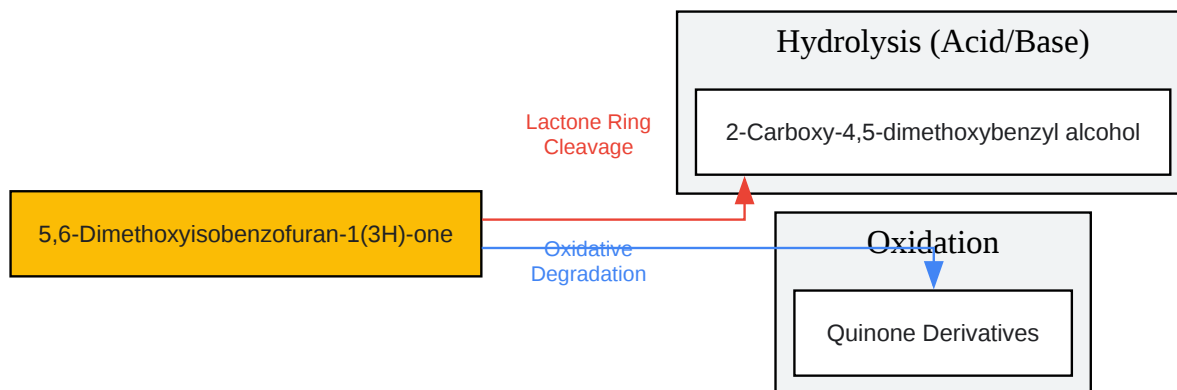 Hydrolysis (Acid/Base)
2-Carboxy-4,5-dimethoxybenzyl alcohol
Lactone Ring
Cleavage
5,6-Dimethoxyisobenzofuran-1(3H)-one
Oxidative
Degradation
Oxidation
Quinone Derivatives